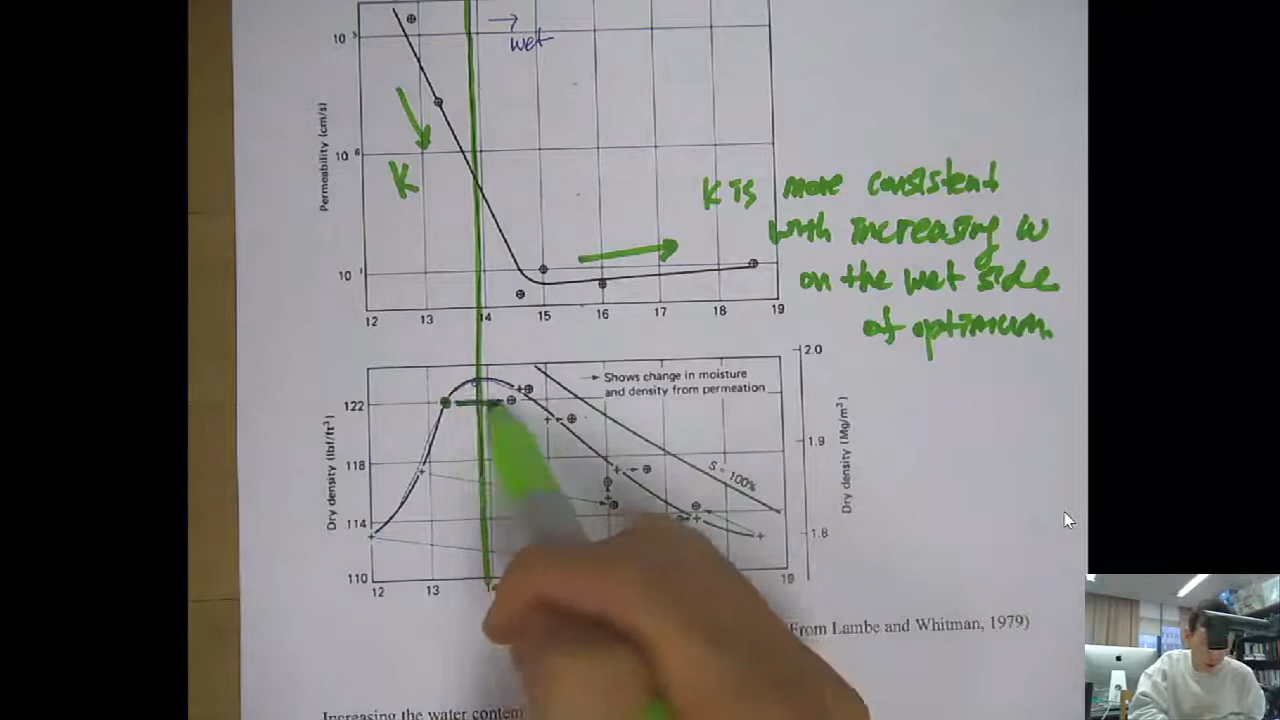 → wet
10⁻⁵
Permeability (cm/s)
10⁻⁶
K
K is more consistent
with increasing w
on the wet side
of optimum.
12 13 14 15 16 17 18 19
2.0
→ Shows change in moisture
and density from permeation
122
118
114
110
Dry density (lbf/ft³)
S = 100%
1.9
1.8
Dry density (Mg/m³)
12 13 19
From Lambe and Whitman, 1979)
Increasing the water conten